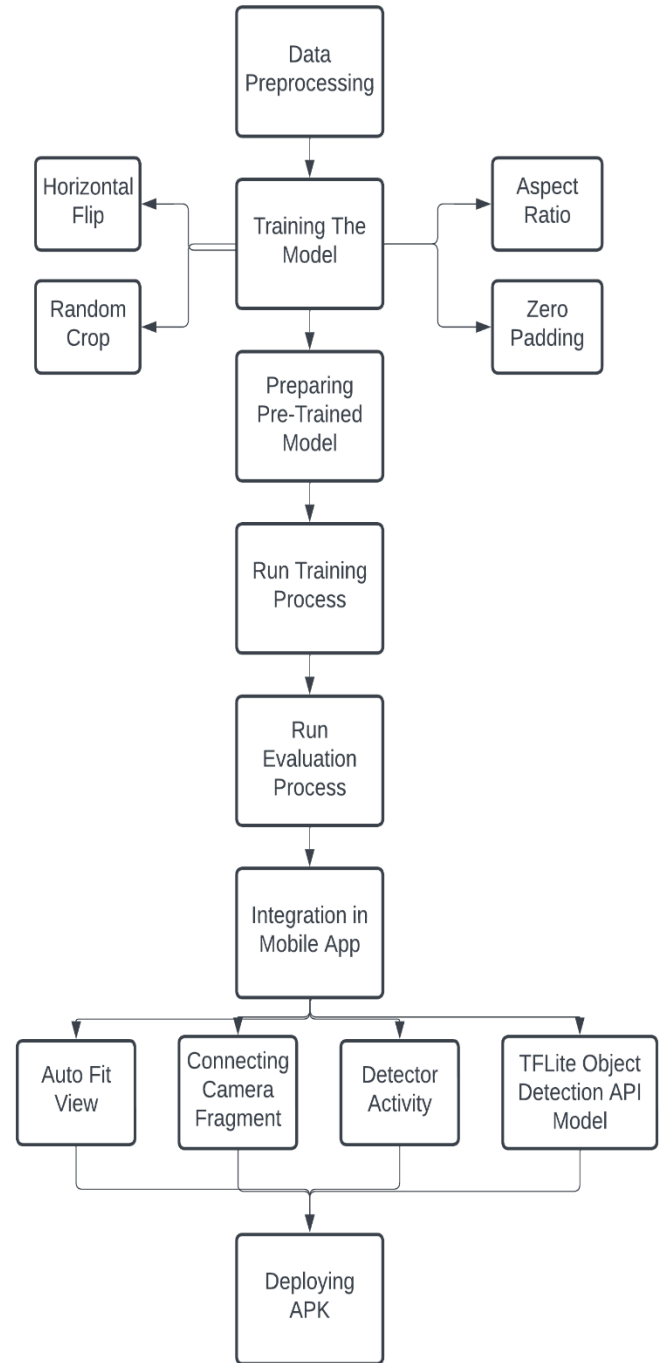 Data
Preprocessing
Horizontal
Flip
Training The
Model
Aspect
Ratio
Random
Crop
Zero
Padding
Preparing
Pre-Trained
Model
Run Training
Process
Run
Evaluation
Process
Integration in
Mobile App
Auto Fit
View
Connecting
Camera
Fragment
Detector
Activity
TFLite Object
Detection API
Model
Deploying
APK